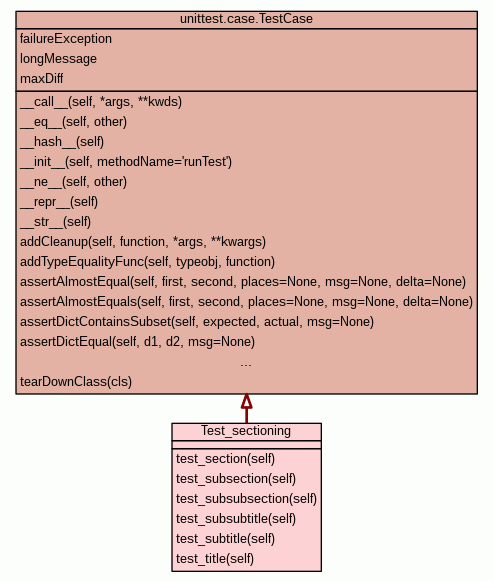 unittest.case.TestCase
failureException
longMessage
maxDiff
__call__(self, *args, **kwds)
__eq__(self, other)
__hash__(self)
__init__(self, methodName='runTest')
__ne__(self, other)
__repr__(self)
__str__(self)
addCleanup(self, function, *args, **kwargs)
addTypeEqualityFunc(self, typeobj, function)
assertAlmostEqual(self, first, second, places=None, msg=None, delta=None)
assertAlmostEquals(self, first, second, places=None, msg=None, delta=None)
assertDictContainsSubset(self, expected, actual, msg=None)
assertDictEqual(self, d1, d2, msg=None)
...
tearDownClass(cls)
Test_sectioning
test_section(self)
test_subsection(self)
test_subsubsection(self)
test_subsubtitle(self)
test_subtitle(self)
test_title(self)